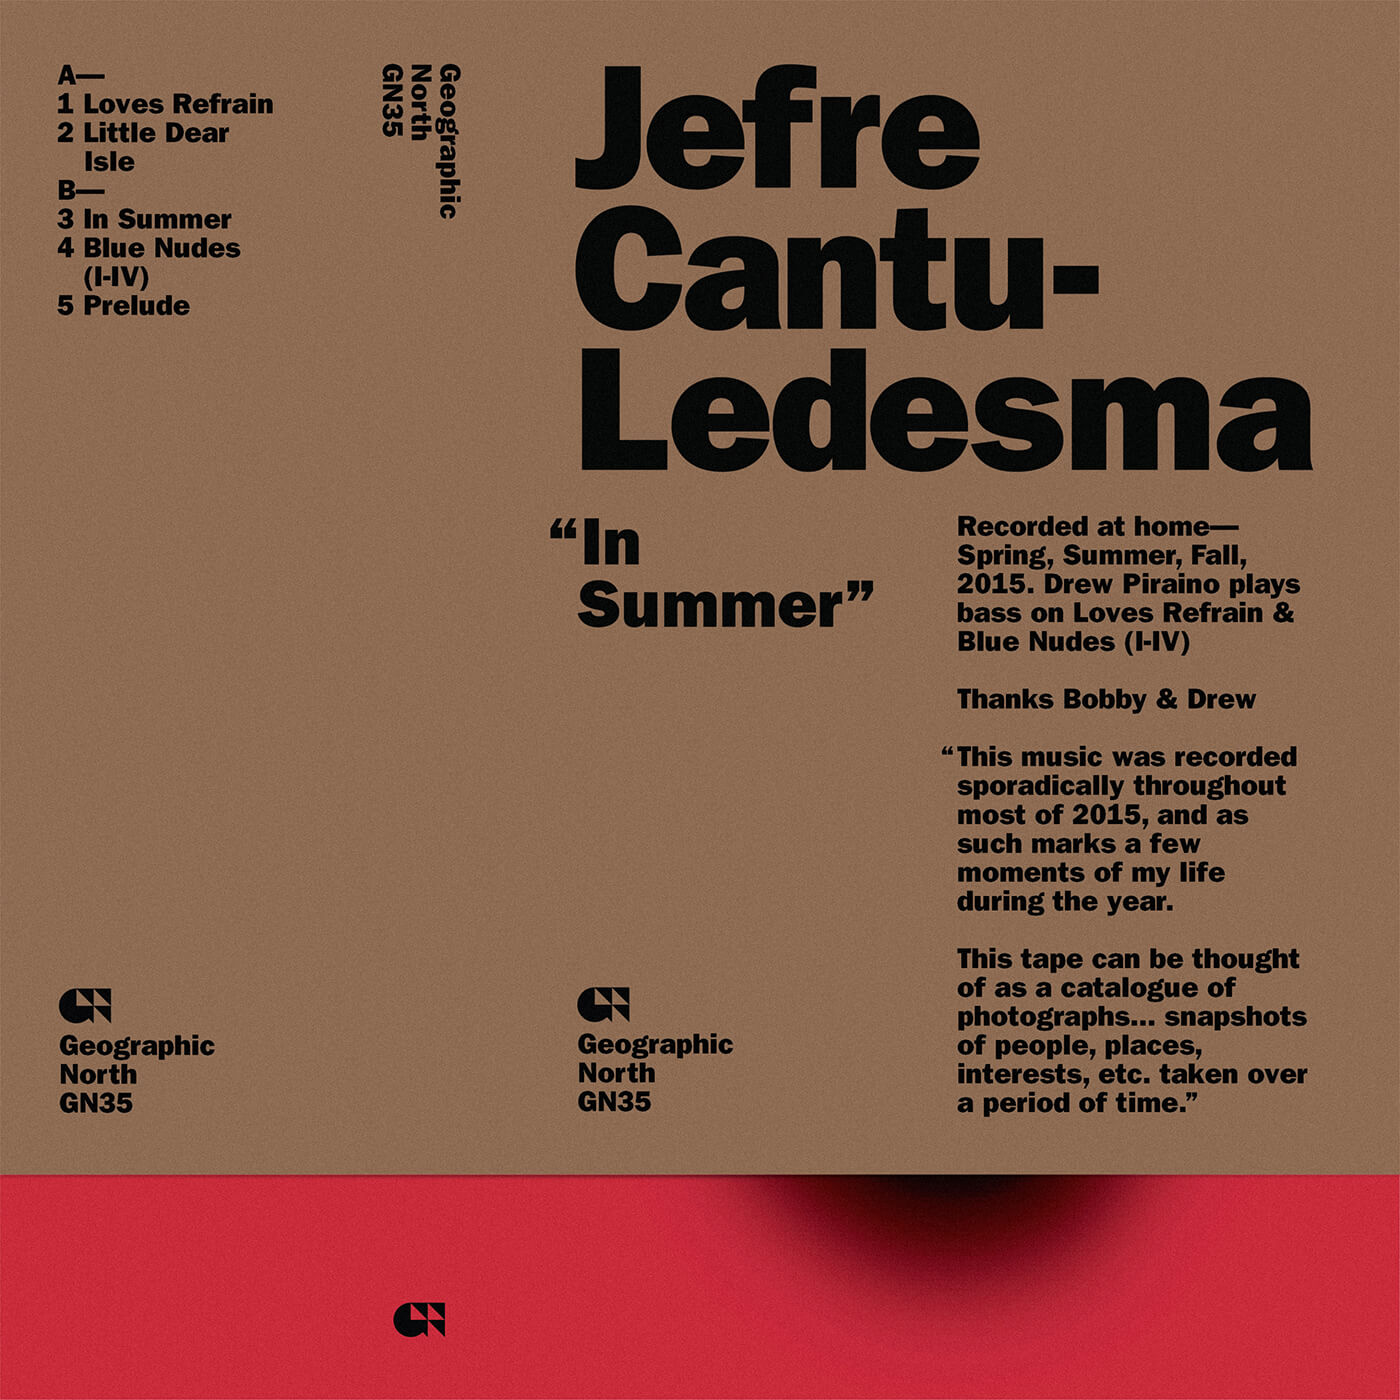 A—
1 Loves Refrain
2 Little Dear
Isle
B—
3 In Summer
4 Blue Nudes
(I-IV)
5 Prelude
Geographic
North
GN35
Jefre
Cantu-
Ledesma
“In
Summer”
Recorded at home—
Spring, Summer, Fall,
2015. Drew Piraino plays
bass on Loves Refrain &
Blue Nudes (I-IV)
Thanks Bobby & Drew
“This music was recorded
sporadically throughout
most of 2015, and as
such marks a few
moments of my life
during the year.
This tape can be thought
of as a catalogue of
photographs... snapshots
of people, places,
interests, etc. taken over
a period of time.”
Geographic
North
GN35
Geographic
North
GN35